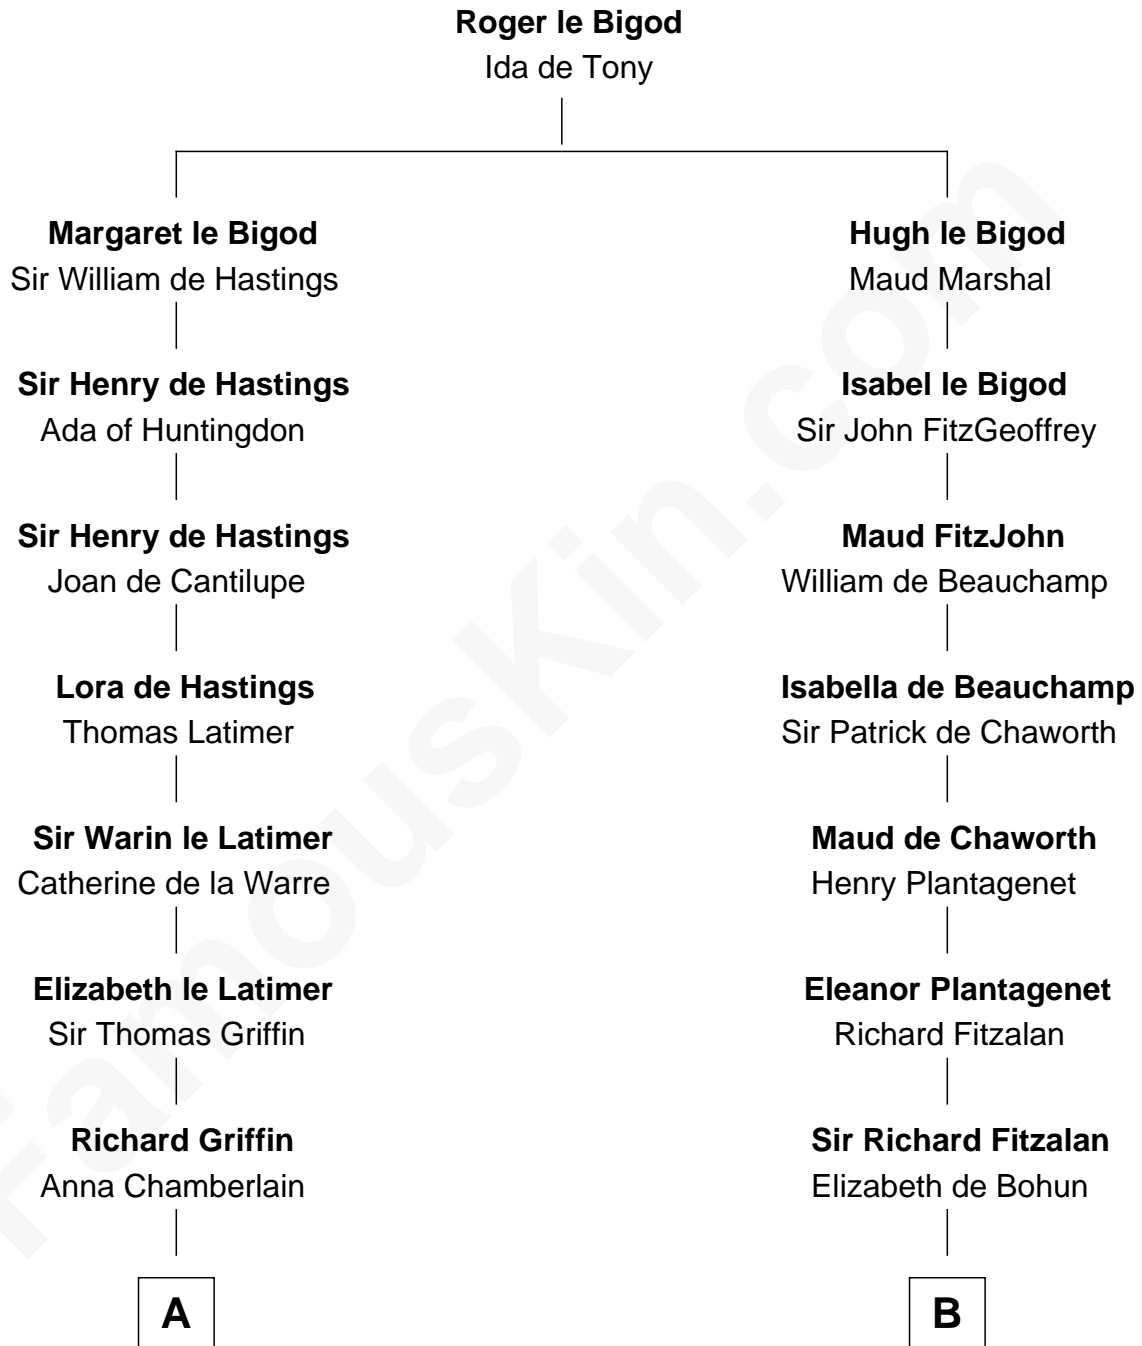 Roger le Bigod
Ida de Tony
Margaret le Bigod
Sir William de Hastings
Hugh le Bigod
Maud Marshal
Sir Henry de Hastings
Ada of Huntingdon
Isabel le Bigod
Sir John FitzGeoffrey
Sir Henry de Hastings
Joan de Cantilupe
Maud FitzJohn
William de Beauchamp
Lora de Hastings
Thomas Latimer
Isabella de Beauchamp
Sir Patrick de Chaworth
Sir Warin le Latimer
Catherine de la Warre
Maud de Chaworth
Henry Plantagenet
Elizabeth le Latimer
Sir Thomas Griffin
Eleanor Plantagenet
Richard Fitzalan
Richard Griffin
Anna Chamberlain
Sir Richard Fitzalan
Elizabeth de Bohun
A
B
FamousKin.com